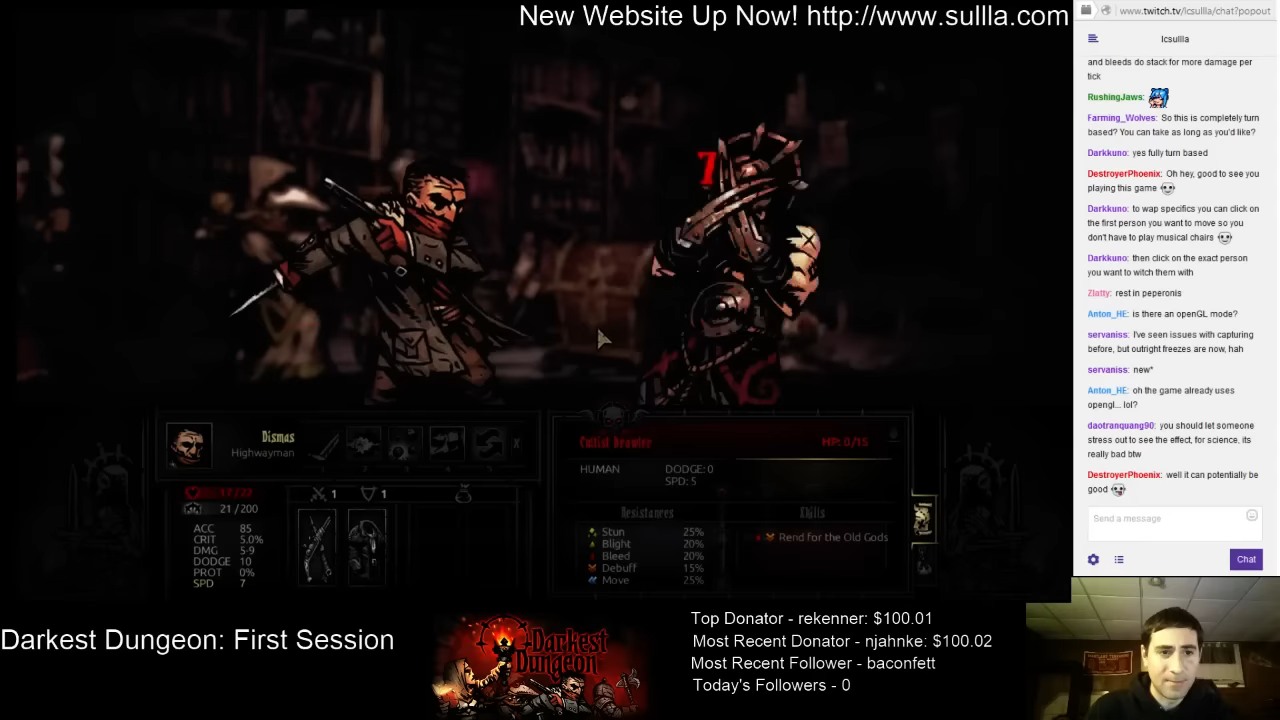 New Website Up Now! http://www.sullla.com
www.twitch.tv/icsullla/chat?popout
Icsullla
and bleeds do stack for more damage per
tick
RushingJaws:
Farming_Wolves: So this is completely turn
based? You can take as long as you'd like?
Darkkuno: yes fully turn based
DestroyerPhoenix: Oh hey, good to see you
playing this game
Darkkuno: to wap specifics you can click on
the first person you want to move so you
don't have to play musical chairs
Darkkuno: then click on the exact person
you want to witch them with
Zlatty: rest in peperonis
Anton_HE: is there an openGL mode?
servaniss: I've seen issues with capturing
before, but outright freezes are now, hah
servaniss: new*
Anton_HE: oh the game already uses
opengl... lol?
daotranquang90: you should let someone
stress out to see the effect, for science, its
really bad btw
DestroyerPhoenix: well it can potentially be
good
Send a message
Chat
7
Dismas
Highwayman
17/22
21/200
1
1
ACC 85
CRIT 5.0%
DMG 5-9
DODGE 10
PROT 0%
SPD 7
Cultist Brawler
HP: 0/15
HUMAN
DODGE: 0
SPD: 5
Resistances
Stun 25%
Blight 20%
Bleed 20%
Debuff 15%
Move 25%
Skills
Rend for the Old Gods
Darkest Dungeon: First Session
Darkest
Dungeon
Top Donator - rekenner: $100.01
Most Recent Donator - njahnke: $100.02
Most Recent Follower - baconfett
Today's Followers - 0